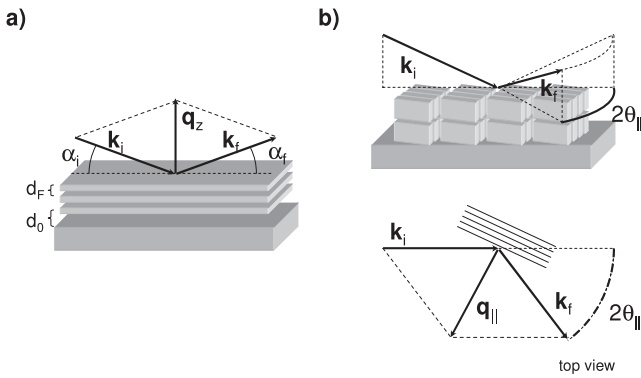 a)
k_i
q_z
k_f
α_i
α_f
d_F
d_0
b)
k_i
k_f
2θ_||
k_i
q_||
k_f
2θ_||
top view